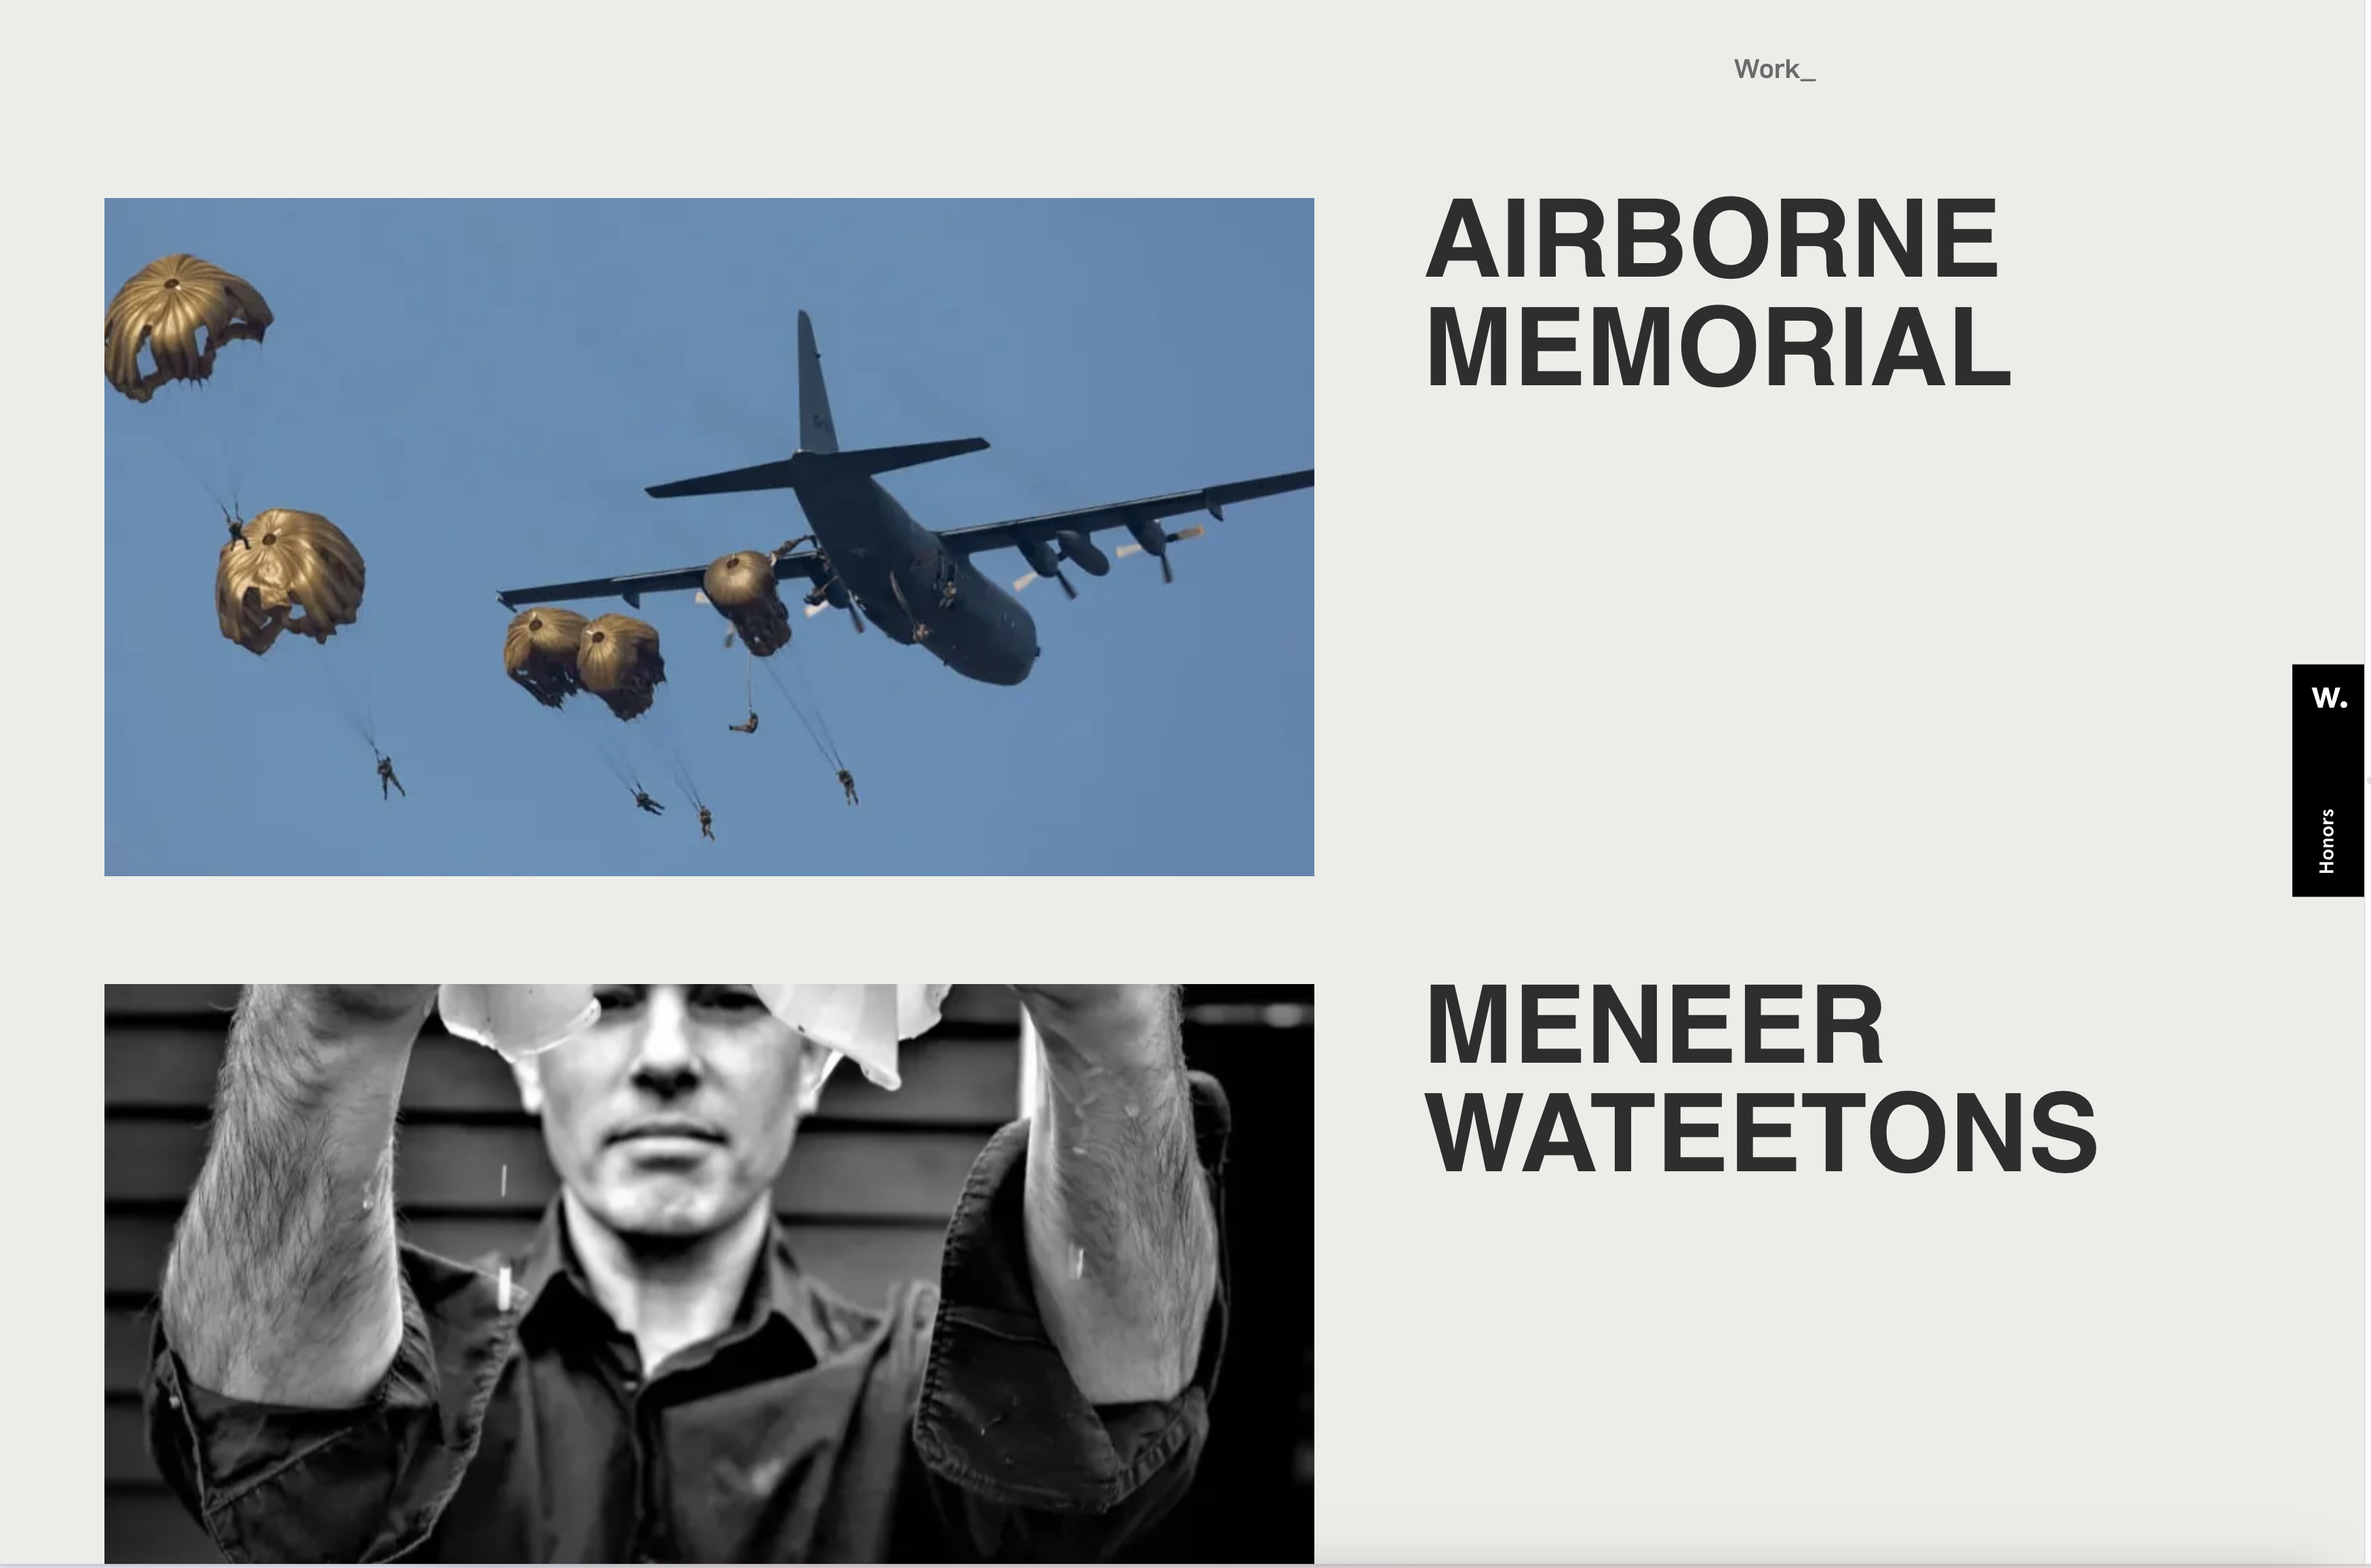 Work_
AIRBORNE
MEMORIAL
W.
Honors
MENEER
WATEETONS